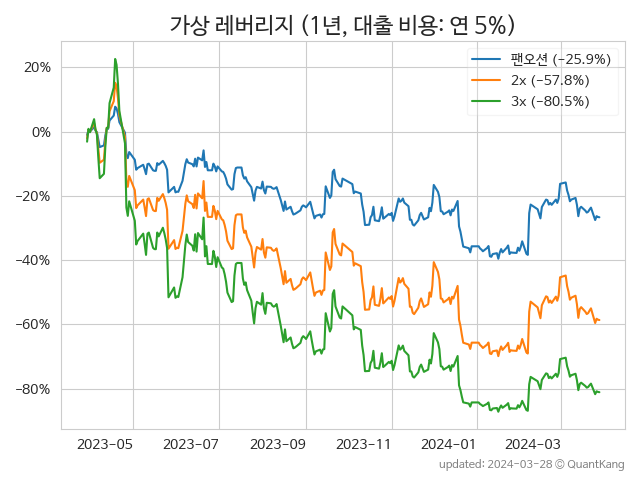 가상 레버리지 (1년, 대출 비용: 연 5%)
팬오션 (−25.9%)
2x (−57.8%)
3x (−80.5%)
20%
0%
−20%
−40%
−60%
−80%
2023-05 2023-07 2023-09 2023-11 2024-01 2024-03
updated: 2024-03-28 © QuantKang